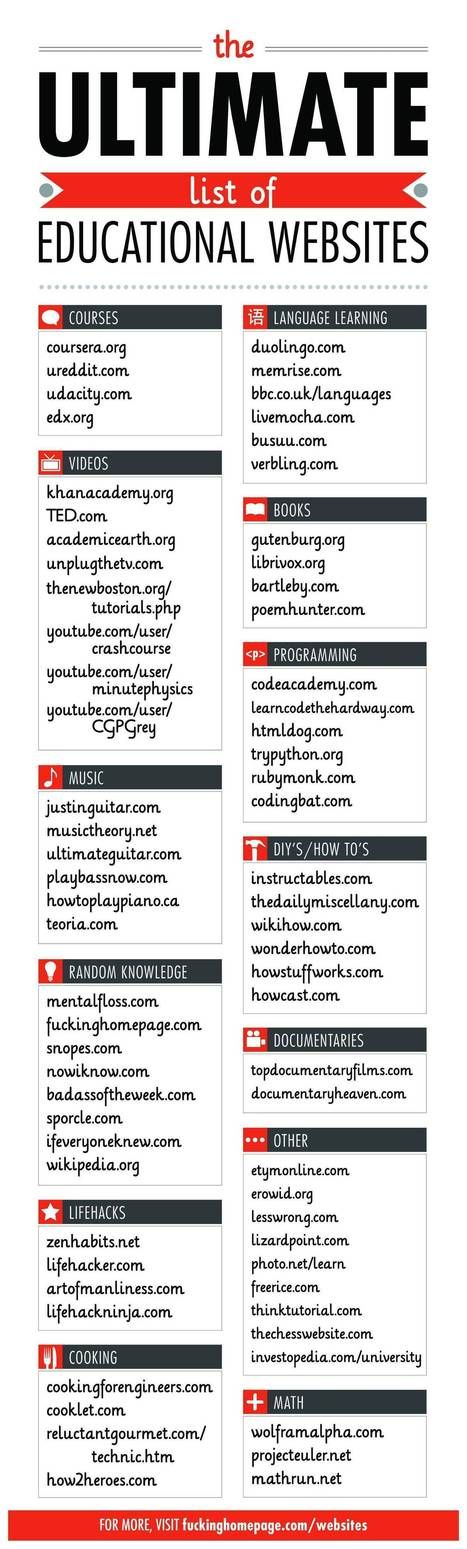 the
ULTIMATE
list of
EDUCATIONAL WEBSITES
COURSES
coursera.org
ureddit.com
udacity.com
edx.org
VIDEOS
khanacademy.org
TED.com
academicearth.org
unplugthetv.com
thenewboston.org/
tutorials.php
youtube.com/user/
crashcourse
youtube.com/user/
minutephysics
youtube.com/user/
CGPGrey
MUSIC
justinguitar.com
musictheory.net
ultimateguitar.com
playbassnow.com
howtoplaypiano.ca
teoria.com
RANDOM KNOWLEDGE
mentalfloss.com
fuckinghomepage.com
snopes.com
nowiknow.com
badassoftheweek.com
sporcle.com
ifeveryoneknew.com
wikipedia.org
LIFEHACKS
zenhabits.net
lifehacker.com
artofmanliness.com
lifehackninja.com
COOKING
cookingforengineers.com
cooklet.com
reluctantgourmet.com/
technic.htm
how2heroes.com
语 LANGUAGE LEARNING
duolingo.com
memrise.com
bbc.co.uk/languages
livemocha.com
busuu.com
verbling.com
BOOKS
gutenburg.org
librivox.org
bartleby.com
poemhunter.com
<p> PROGRAMMING
codeacademy.com
learncodethehardway.com
htmldog.com
trypython.org
rubymonk.com
codingbat.com
DIY'S/HOW TO'S
instructables.com
thedailymiscellany.com
wikihow.com
wonderhowto.com
howstuffworks.com
howcast.com
DOCUMENTARIES
topdocumentaryfilms.com
documentaryheaven.com
OTHER
etymonline.com
erowid.org
lesswrong.com
lizardpoint.com
photo.net/learn
freerice.com
thinktutorial.com
thechesswebsite.com
investopedia.com/university
MATH
wolframalpha.com
projecteuler.net
mathrun.net
FOR MORE, VISIT fuckinghomepage.com/websites